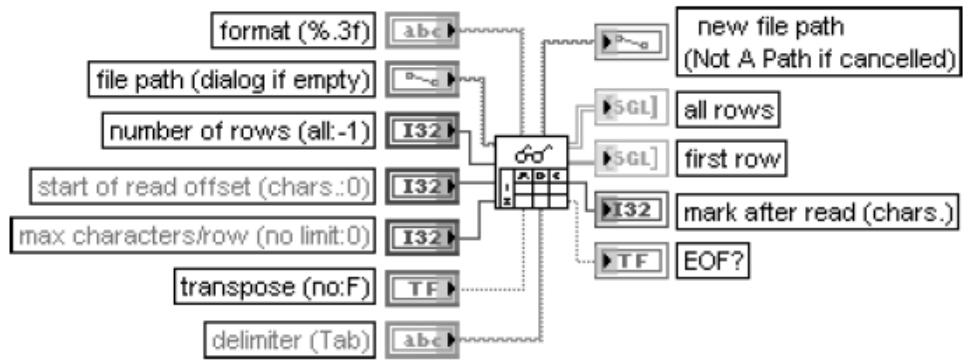 format (%.3f)
abc
file path (dialog if empty)
number of rows (all:-1)
I32
start of read offset (chars.:0)
I32
max characters/row (no limit:0)
I32
transpose (no:F)
TF
delimiter (Tab)
abc
new file path
(Not A Path if cancelled)
[SGL]
all rows
[SGL]
first row
I32
mark after read (chars.)
TF
EOF?